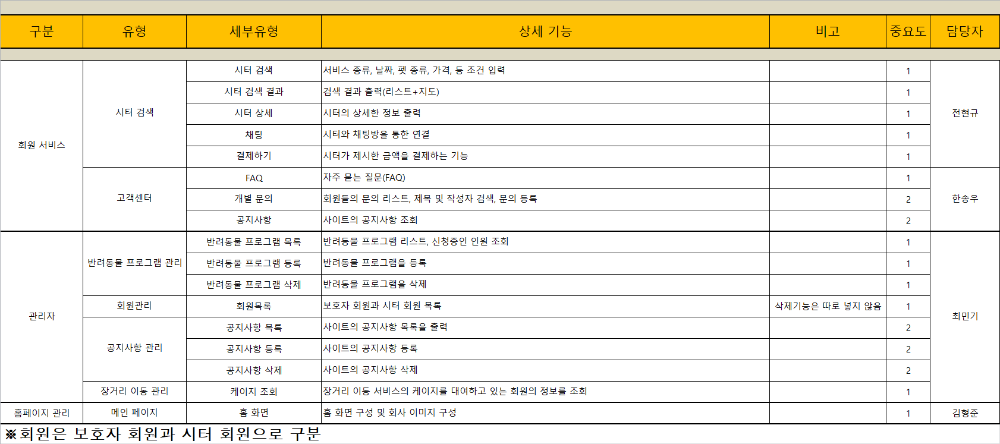 구분 유형 세부유형 상세 기능 비고 중요도 담당자
회원 서비스 시터 검색 시터 검색 서비스 종류, 날짜, 펫 종류, 가격, 등 조건 입력 1 전현규
시터 검색 결과 검색 결과 출력(리스트+지도) 1
시터 상세 시터의 상세한 정보 출력 1
채팅 시터와 채팅방을 통한 연결 1
결제하기 시터가 제시한 금액을 결제하는 기능 1
고객센터 FAQ 자주 묻는 질문(FAQ) 1 한송우
개별 문의 회원들의 문의 리스트, 제목 및 작성자 검색, 문의 등록 2
공지사항 사이트의 공지사항 조회 2
관리자 반려동물 프로그램 관리 반려동물 프로그램 목록 반려동물 프로그램 리스트, 신청중인 인원 조회 1 최민기
반려동물 프로그램 등록 반려동물 프로그램을 등록 1
반려동물 프로그램 삭제 반려동물 프로그램을 삭제 1
회원관리 회원목록 보호자 회원과 시터 회원 목록 삭제기능은 따로 넣지 않음 1
공지사항 관리 공지사항 목록 사이트의 공지사항 목록을 출력 2
공지사항 등록 사이트의 공지사항 등록 2
공지사항 삭제 사이트의 공지사항 삭제 2
장거리 이동 관리 케이지 조회 장거리 이동 서비스의 케이지를 대여하고 있는 회원의 정보를 조회 1
홈페이지 관리 메인 페이지 홈 화면 홈 화면 구성 및 회사 이미지 구성 1 김형준
※회원은 보호자 회원과 시터 회원으로 구분